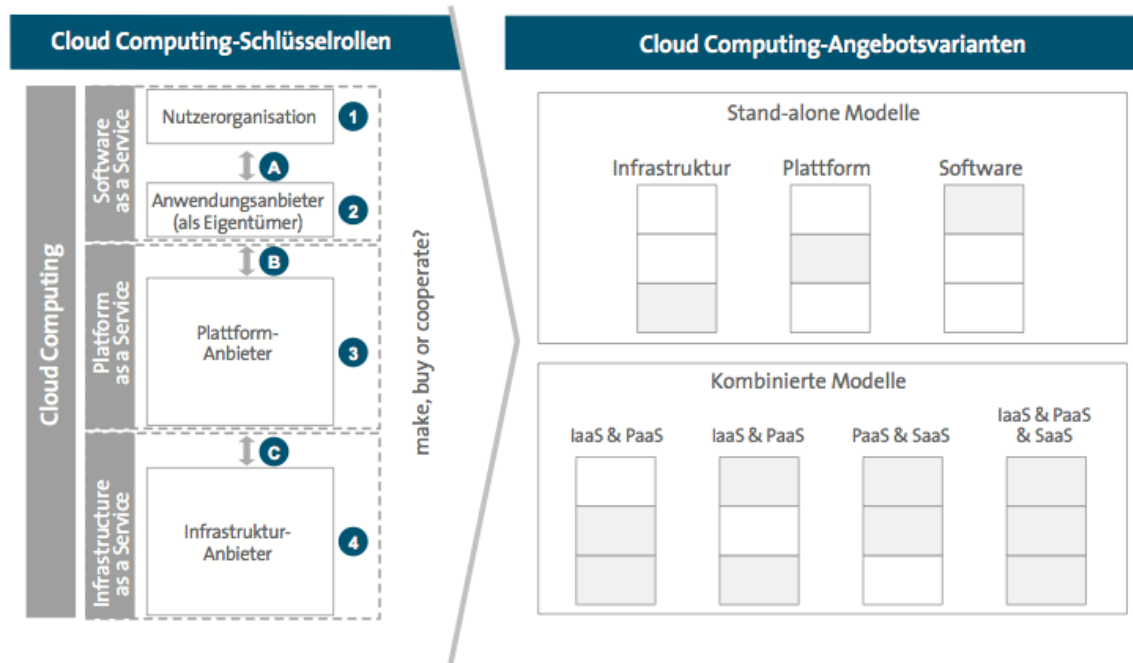 Cloud Computing-Schlüsselrollen
Cloud Computing
Software
as a Service
Nutzerorganisation
1
A
Anwendungsanbieter
(als Eigentümer)
2
Platform
as a Service
B
Plattform-
Anbieter
3
Infrastructure
as a Service
C
Infrastruktur-
Anbieter
4
make, buy or cooperate?
Cloud Computing-Angebotsvarianten
Stand-alone Modelle
Infrastruktur
Plattform
Software
Kombinierte Modelle
IaaS & PaaS
IaaS & PaaS
PaaS & SaaS
IaaS & PaaS
& SaaS